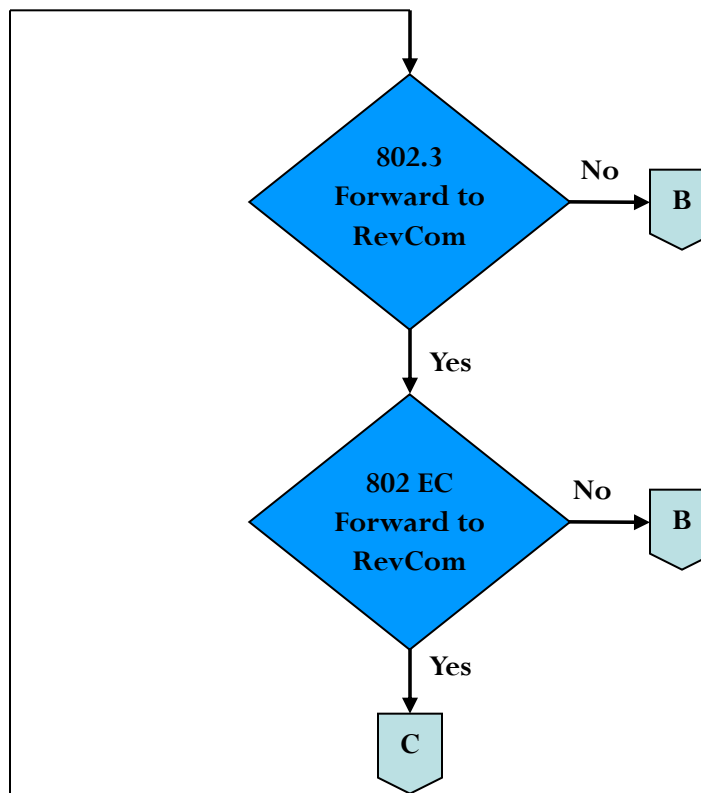 802.3
Forward to
RevCom
No
B
Yes
802 EC
Forward to
RevCom
No
B
Yes
C